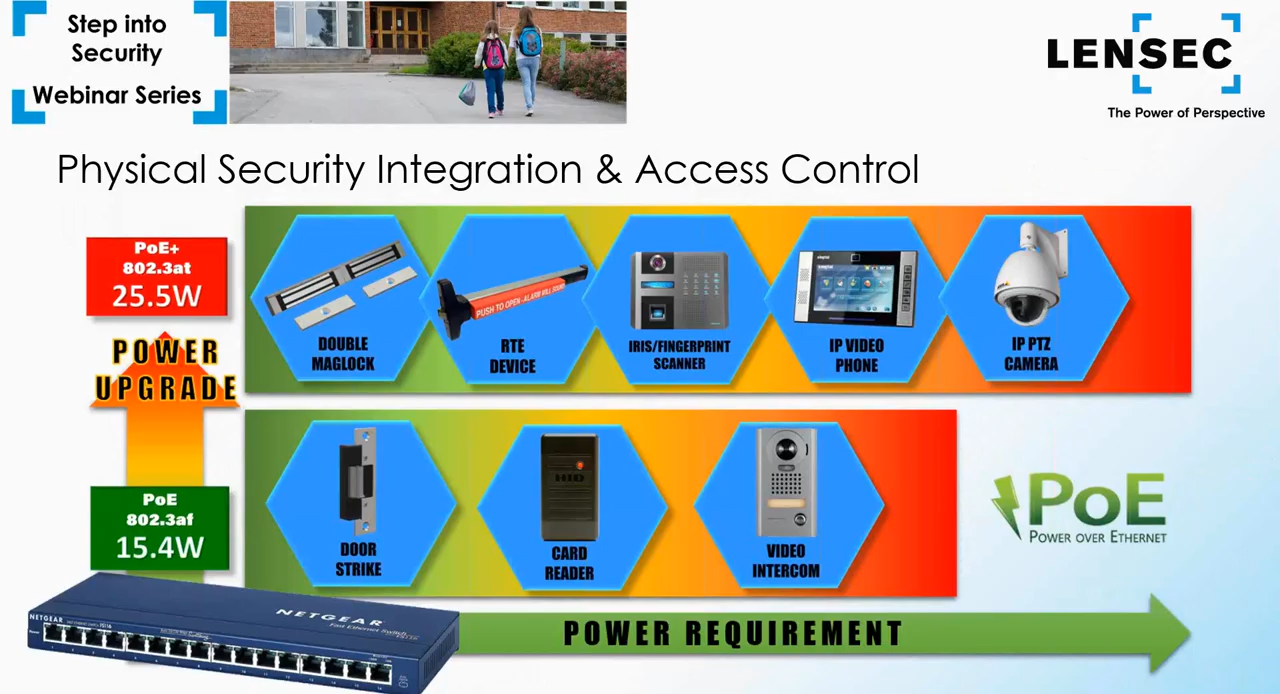 Step into
Security
Webinar Series
LENSEC
The Power of Perspective
Physical Security Integration & Access Control
PoE+
802.3at
25.5W
DOUBLE
MAGLOCK
PUSH TO OPEN - ALARM WILL SOUND
RTE
DEVICE
IRIS/FINGERPRINT
SCANNER
IP VIDEO
PHONE
IP PTZ
CAMERA
POWER
UPGRADE
PoE
802.3af
15.4W
DOOR
STRIKE
HID
CARD
READER
VIDEO
INTERCOM
PoE
POWER OVER ETHERNET
NETGEAR
Fast Ethernet Switch
NETGEAR
POWER REQUIREMENT